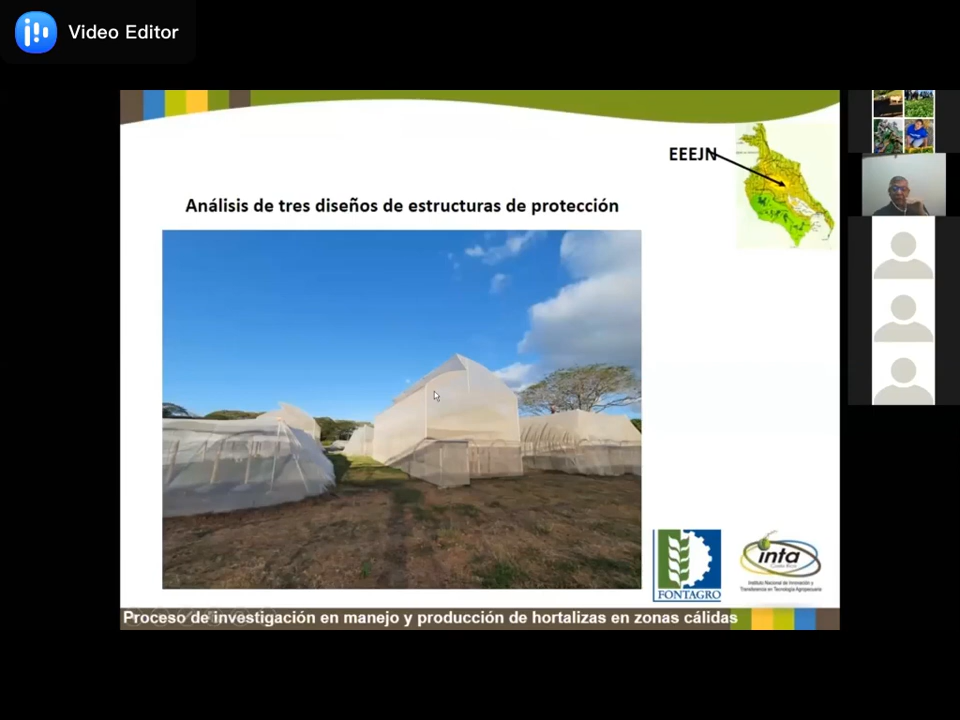 Video Editor
EEEJN
Análisis de tres diseños de estructuras de protección
FONTAGRO
inta
Costa Rica
Instituto Nacional de Innovación y
Transferencia en Tecnología Agropecuaria
Proceso de investigación en manejo y producción de hortalizas en zonas cálidas